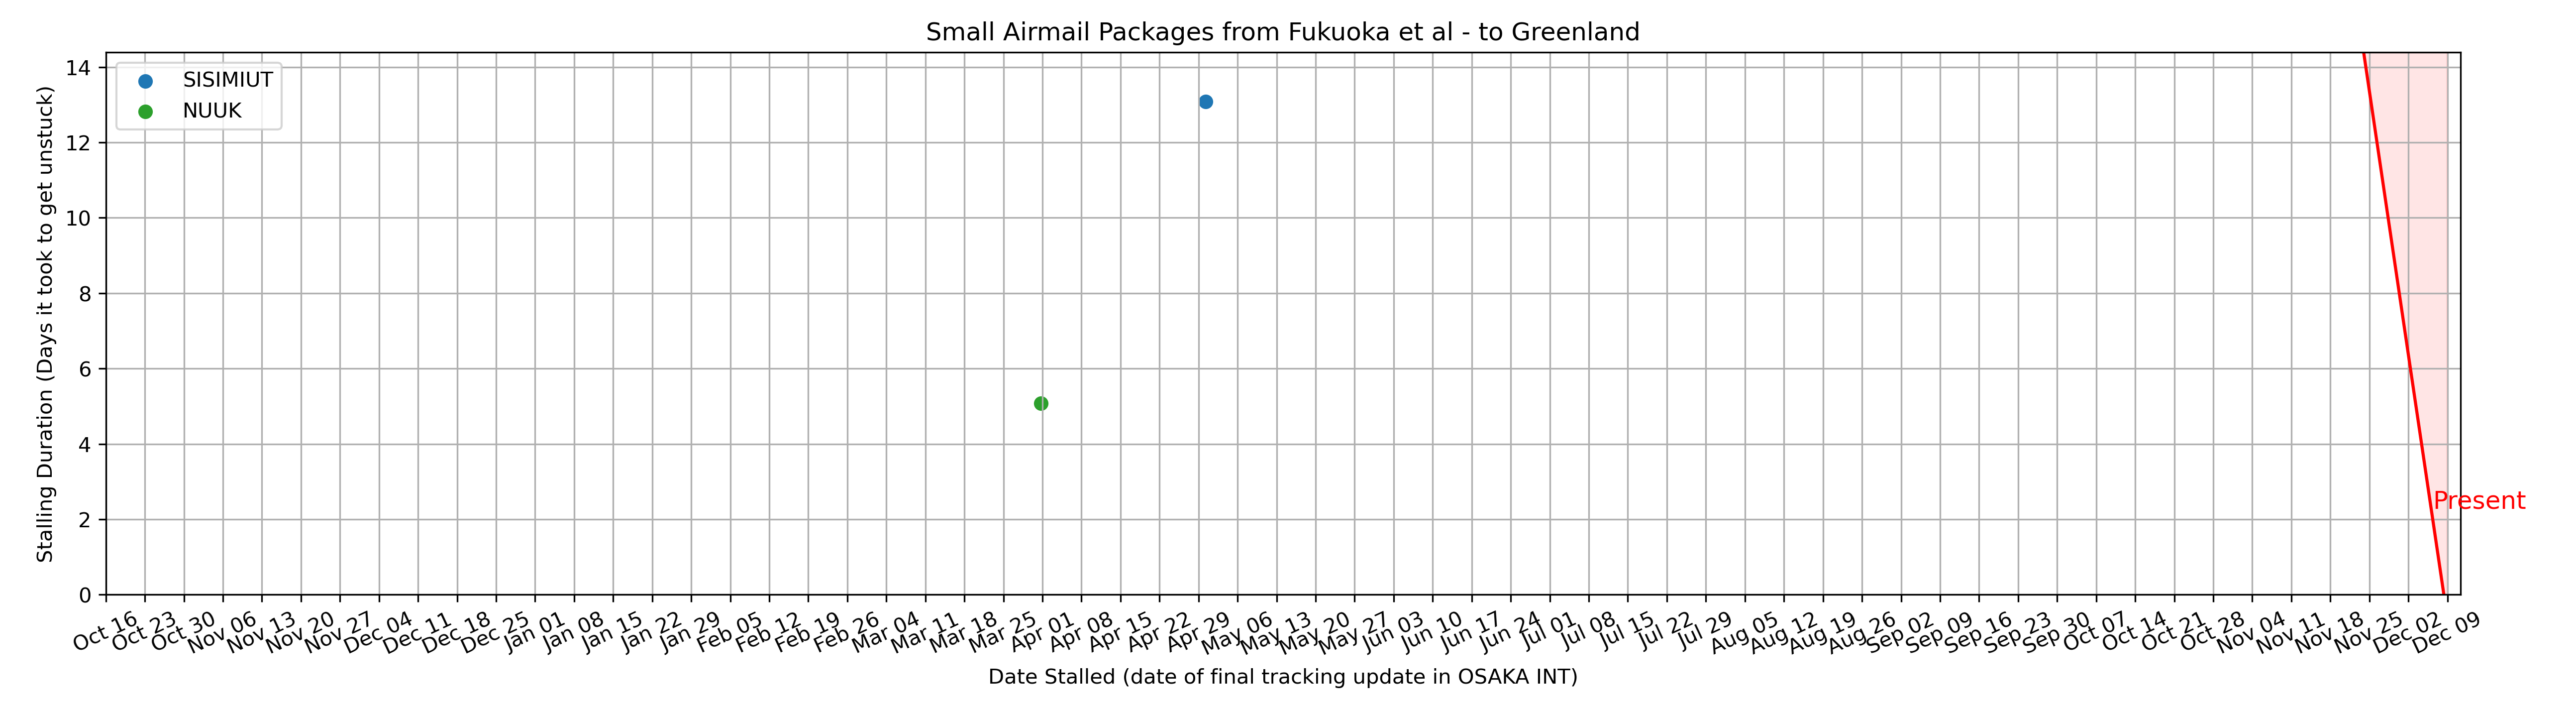 Small Airmail Packages from Fukuoka et al - to Greenland
SISIMIUT
NUUK
14
12
10
8
6
4
2
0
Stalling Duration (Days it took to get unstuck)
Present
Oct 16
Oct 23
Oct 30
Nov 06
Nov 13
Nov 20
Nov 27
Dec 04
Dec 11
Dec 18
Dec 25
Jan 01
Jan 08
Jan 15
Jan 22
Jan 29
Feb 05
Feb 12
Feb 19
Feb 26
Mar 04
Mar 11
Mar 18
Mar 25
Apr 01
Apr 08
Apr 15
Apr 22
Apr 29
May 06
May 13
May 20
May 27
Jun 03
Jun 10
Jun 17
Jun 24
Jul 01
Jul 08
Jul 15
Jul 22
Jul 29
Aug 05
Aug 12
Aug 19
Aug 26
Sep 02
Sep 09
Sep 16
Sep 23
Sep 30
Oct 07
Oct 14
Oct 21
Oct 28
Nov 04
Nov 11
Nov 18
Nov 25
Dec 02
Dec 09
Date Stalled (date of final tracking update in OSAKA INT)